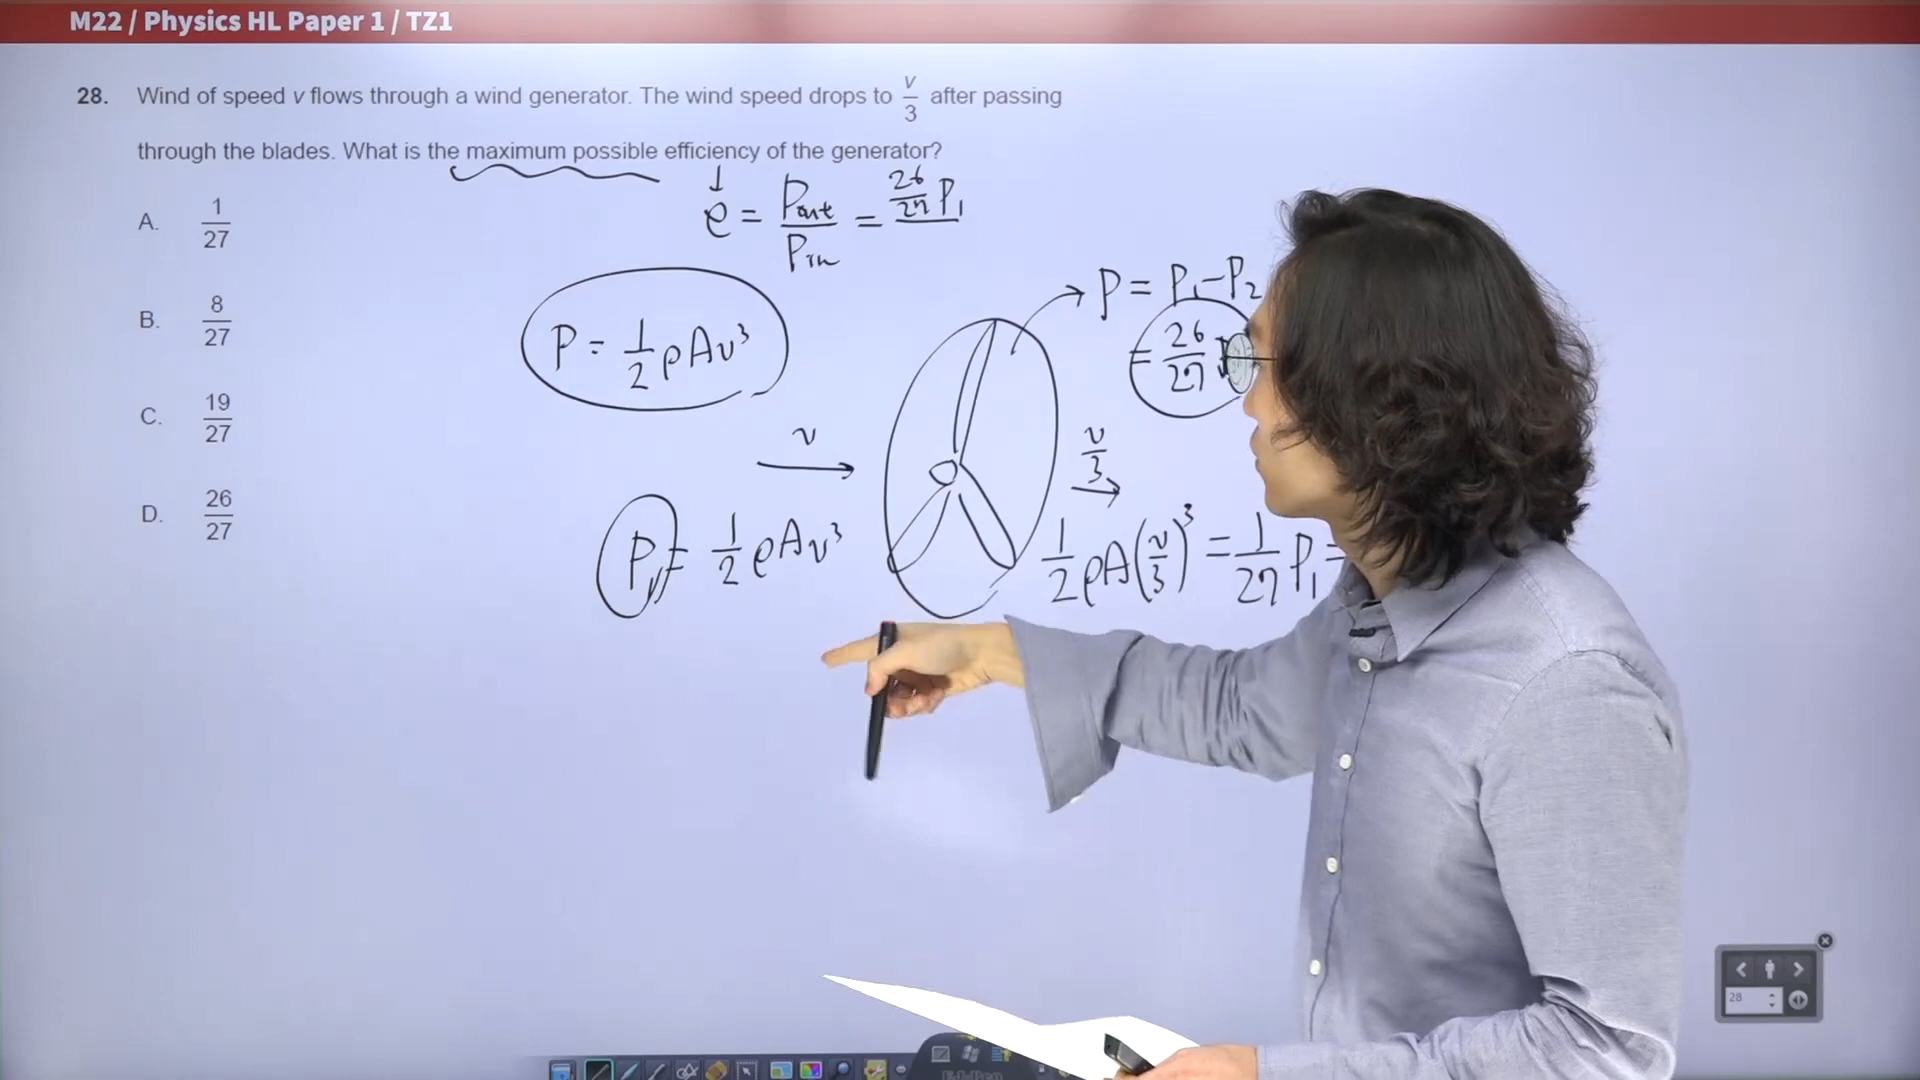 M22 / Physics HL Paper 1 / TZ1
28. Wind of speed v flows through a wind generator. The wind speed drops to v/3 after passing
through the blades. What is the maximum possible efficiency of the generator?
A. 1/27
B. 8/27
C. 19/27
D. 26/27
e = Pout/Pin = 26/27 P₁
P = P₁-P₂
= 26/27
P = 1/2 ρAv³
v
v/3
P₁ = 1/2 ρAv³
1/2 ρA(v/3)³ = 1/27 P₁ =
28